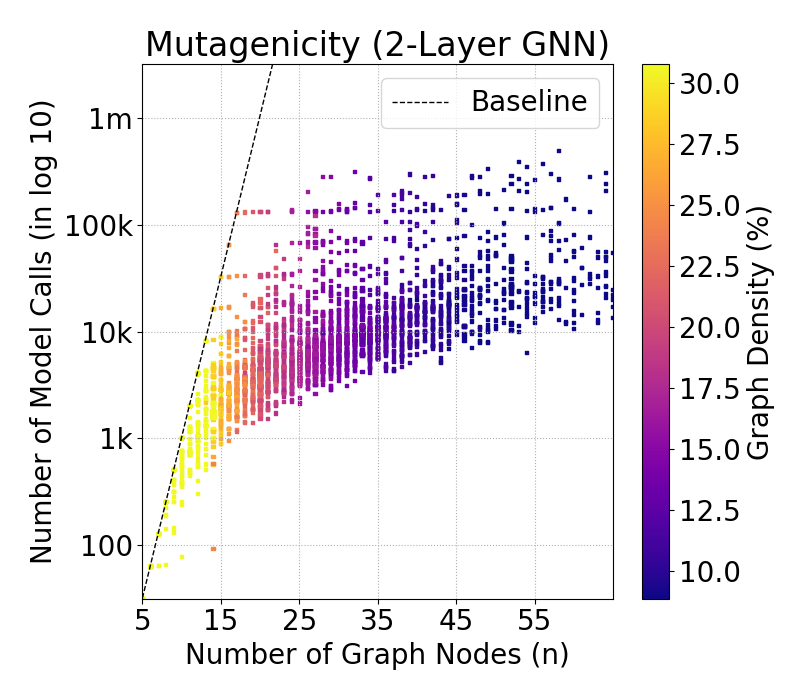 Mutagenicity (2-Layer GNN)
Baseline
Number of Model Calls (in log 10)
1m
100k
10k
1k
100
5 15 25 35 45 55
Number of Graph Nodes (n)
30.0
27.5
25.0
22.5
20.0
17.5
15.0
12.5
10.0
Graph Density (%)